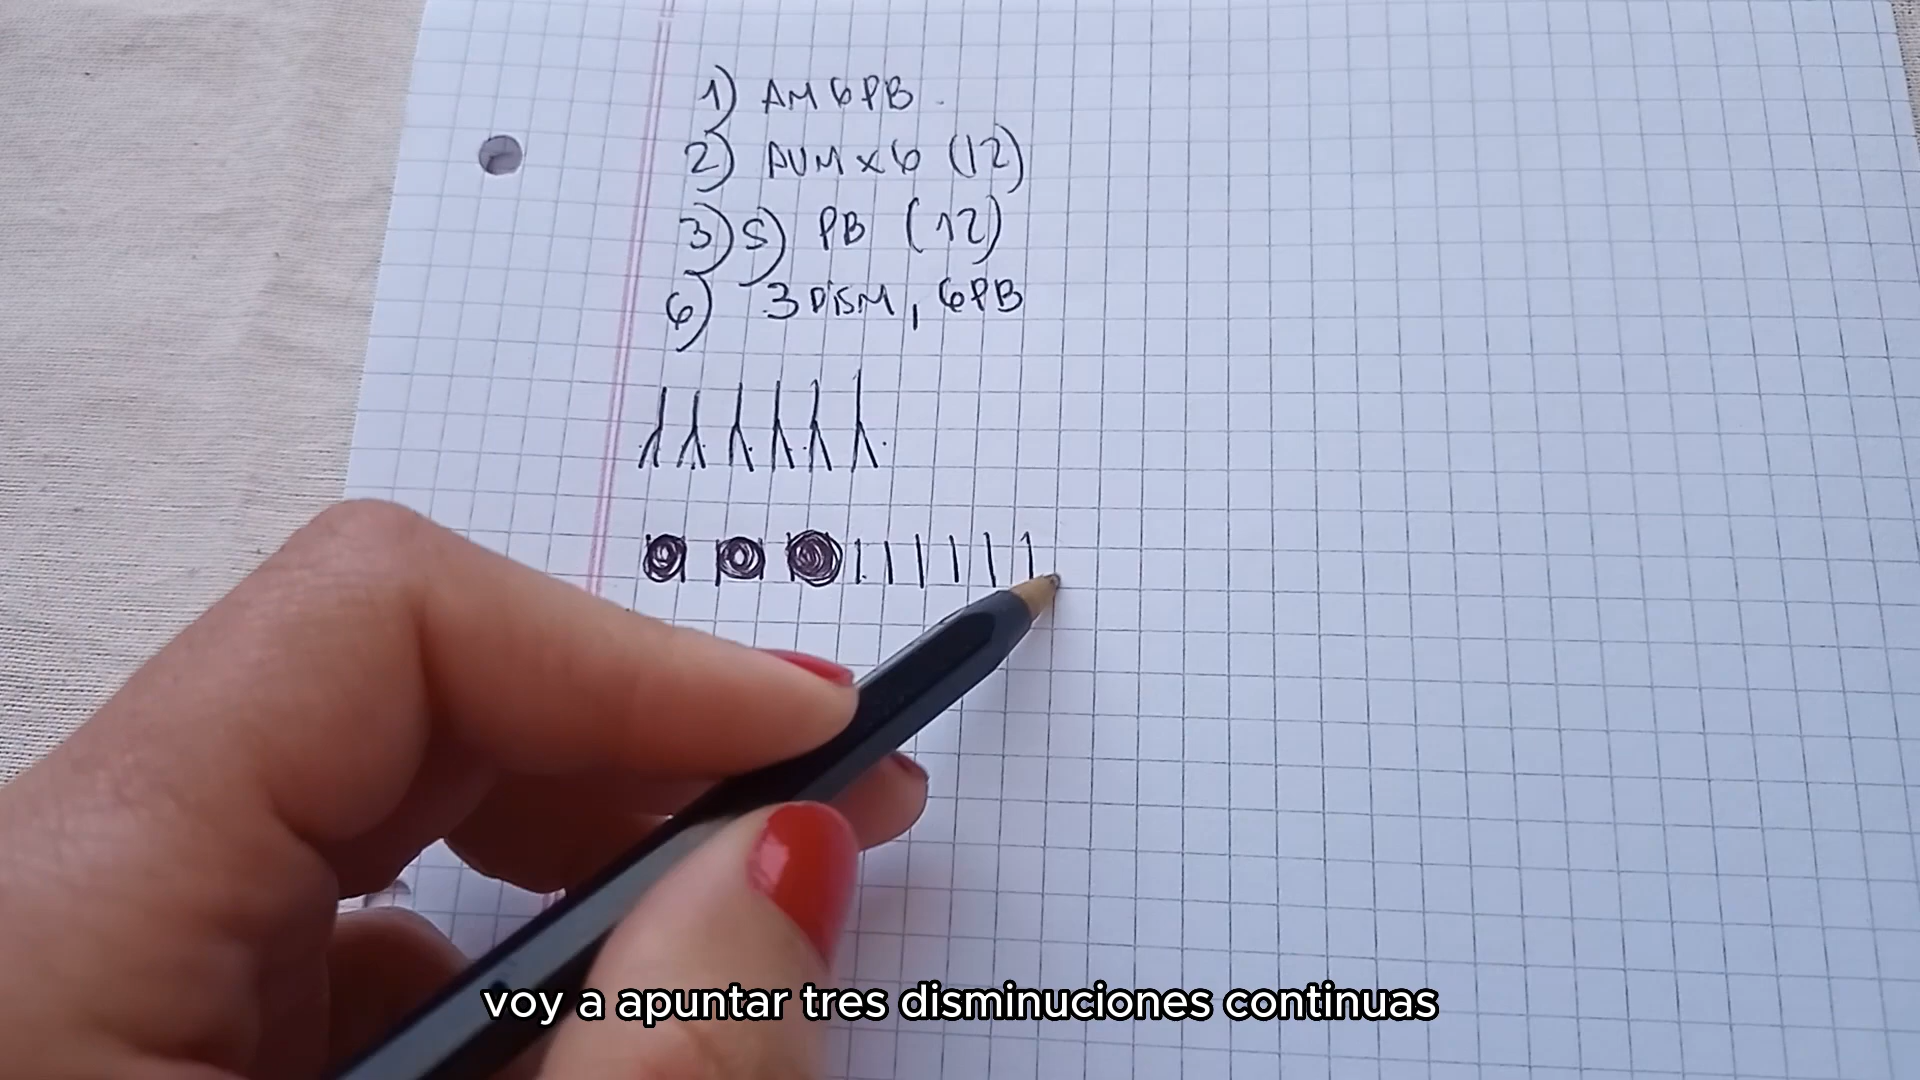 1) AM 6PB
2) AUM x 6 (12)
3) 5) PB (12)
6) 3 DISM, 6PB
voy a apuntar tres disminuciones continuas